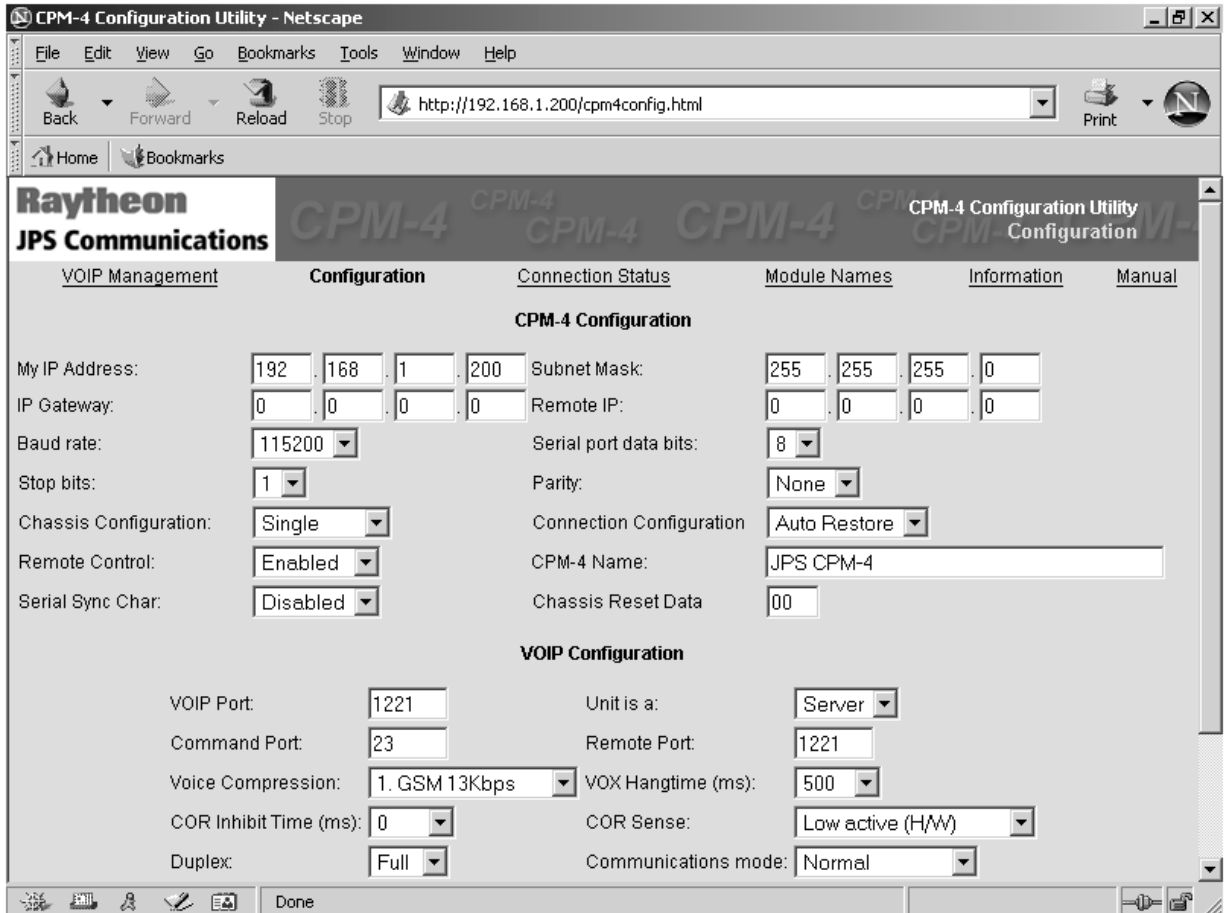 CPM-4 Configuration Utility - Netscape
File Edit View Go Bookmarks Tools Window Help
Back Forward Reload Stop http://192.168.1.200/cpm4config.html Print N
Home Bookmarks
Raytheon
JPS Communications
CPM-4 CPM-4 CPM-4 CPM-4
CPM-4 Configuration Utility
Configuration
VOIP Management Configuration Connection Status Module Names Information Manual
CPM-4 Configuration
My IP Address: 192 . 168 . 1 . 200 Subnet Mask: 255 . 255 . 255 . 0
IP Gateway: 0 . 0 . 0 . 0 Remote IP: 0 . 0 . 0 . 0
Baud rate: 115200 Serial port data bits: 8
Stop bits: 1 Parity: None
Chassis Configuration: Single Connection Configuration Auto Restore
Remote Control: Enabled CPM-4 Name: JPS CPM-4
Serial Sync Char: Disabled Chassis Reset Data 00
VOIP Configuration
VOIP Port: 1221 Unit is a: Server
Command Port: 23 Remote Port: 1221
Voice Compression: 1. GSM 13Kbps VOX Hangtime (ms): 500
COR Inhibit Time (ms): 0 COR Sense: Low active (H/W)
Duplex: Full Communications mode: Normal
Done